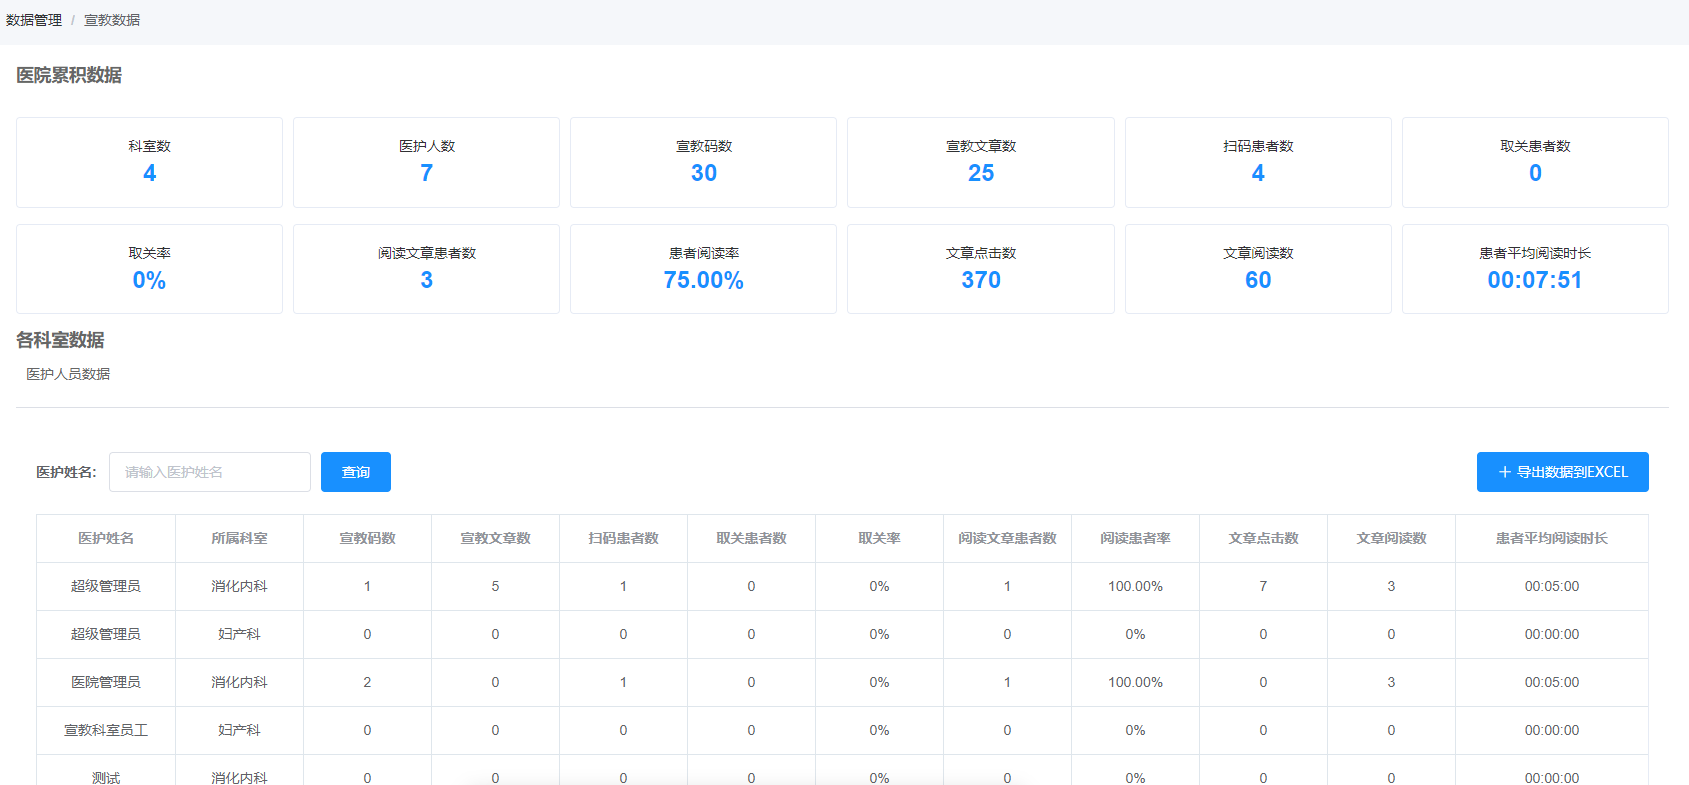 数据管理 / 宣教数据
医院累积数据
科室数 医护人数 宣教码数 宣教文章数 扫码患者数 取关患者数
4 7 30 25 4 0
取关率 阅读文章患者数 患者阅读率 文章点击数 文章阅读数 患者平均阅读时长
0% 3 75.00% 370 60 00:07:51
各科室数据
医护人员数据
医护姓名: 请输入医护姓名 查询 + 导出数据到EXCEL
医护姓名 所属科室 宣教码数 宣教文章数 扫码患者数 取关患者数 取关率 阅读文章患者数 阅读患者率 文章点击数 文章阅读数 患者平均阅读时长
超级管理员 消化内科 1 5 1 0 0% 1 100.00% 7 3 00:05:00
超级管理员 妇产科 0 0 0 0 0% 0 0% 0 0 00:00:00
医院管理员 消化内科 2 0 1 0 0% 1 100.00% 0 3 00:05:00
宣教科室员工 妇产科 0 0 0 0 0% 0 0% 0 0 00:00:00
测试 消化内科 0 0 0 0 0% 0 0% 0 0 00:00:00